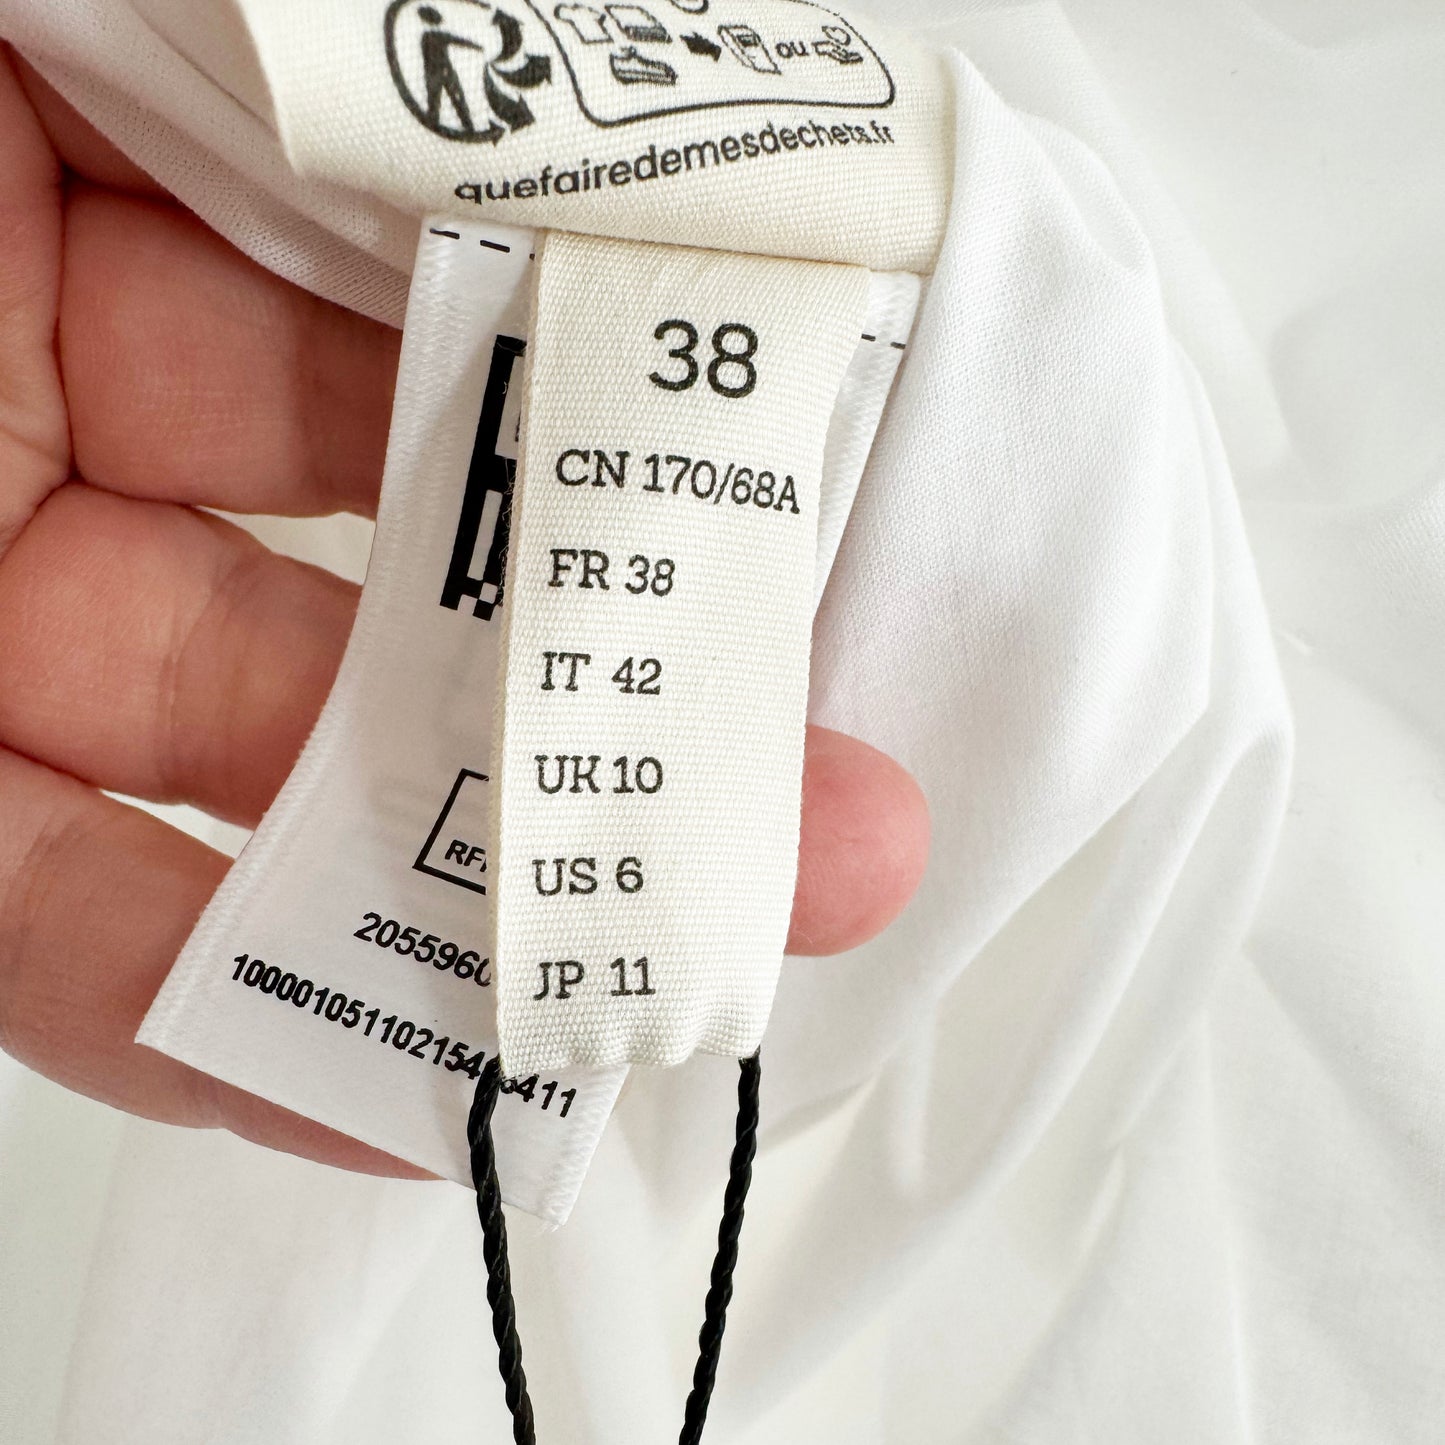 ou
quefairedemesdechets.fr
38
CN 170/68A
FR 38
IT 42
UK 10
US 6
JP 11